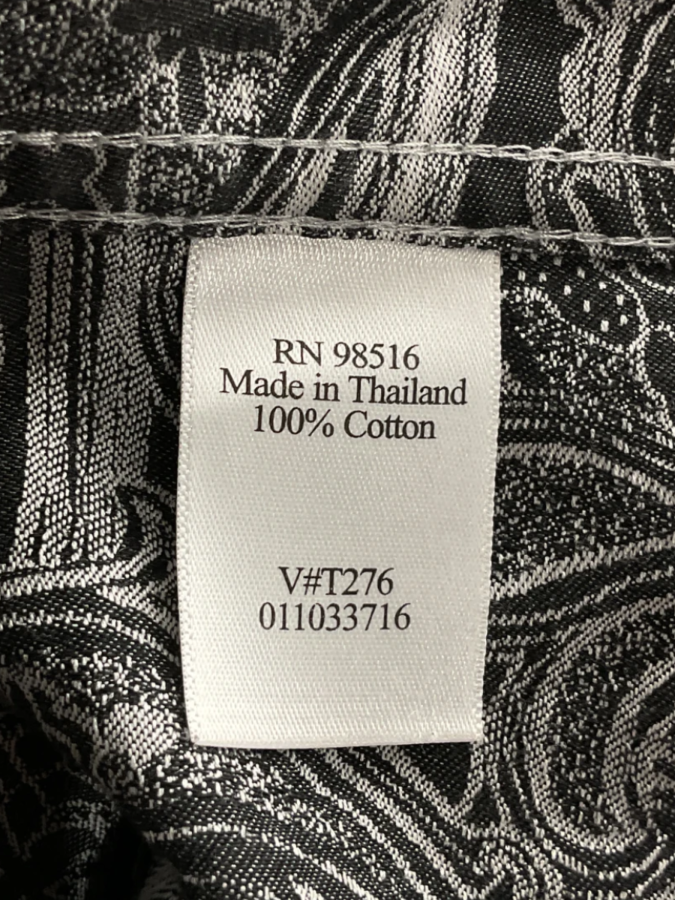 RN 98516
Made in Thailand
100% Cotton
V#T276
011033716